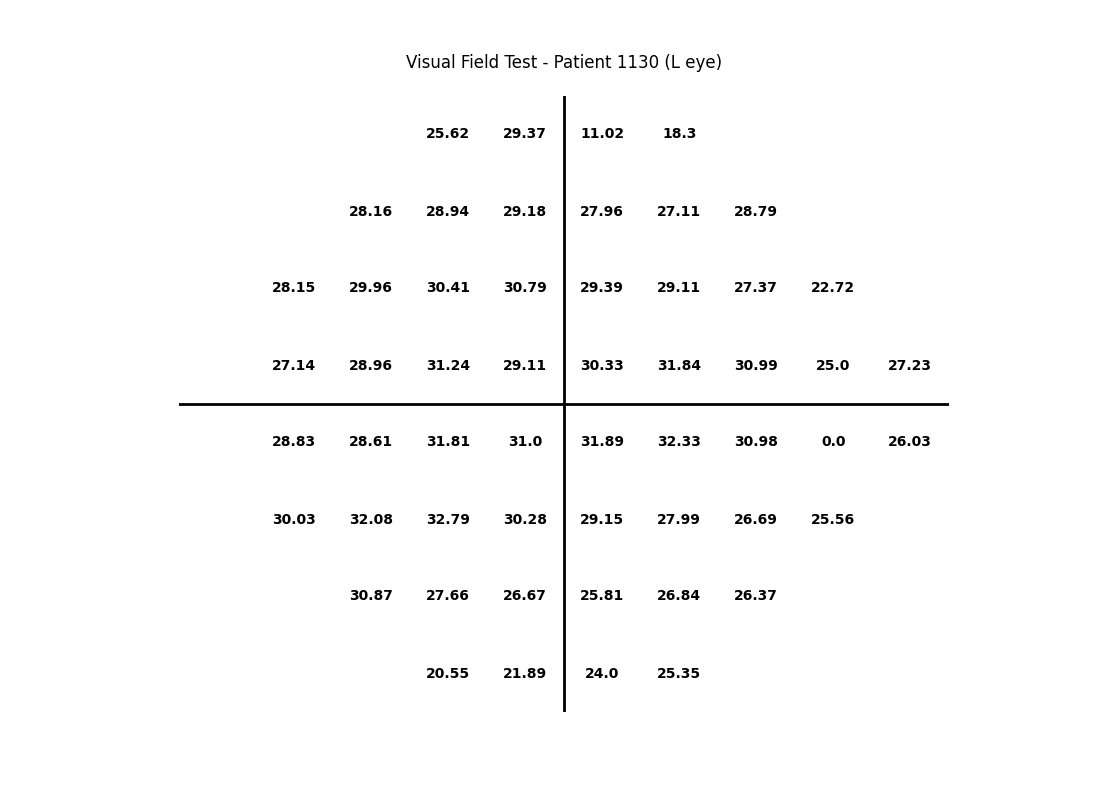 Visual Field Test - Patient 1130 (L eye)
25.62 29.37 11.02 18.3
28.16 28.94 29.18 27.96 27.11 28.79
28.15 29.96 30.41 30.79 29.39 29.11 27.37 22.72
27.14 28.96 31.24 29.11 30.33 31.84 30.99 25.0 27.23
28.83 28.61 31.81 31.0 31.89 32.33 30.98 0.0 26.03
30.03 32.08 32.79 30.28 29.15 27.99 26.69 25.56
30.87 27.66 26.67 25.81 26.84 26.37
20.55 21.89 24.0 25.35